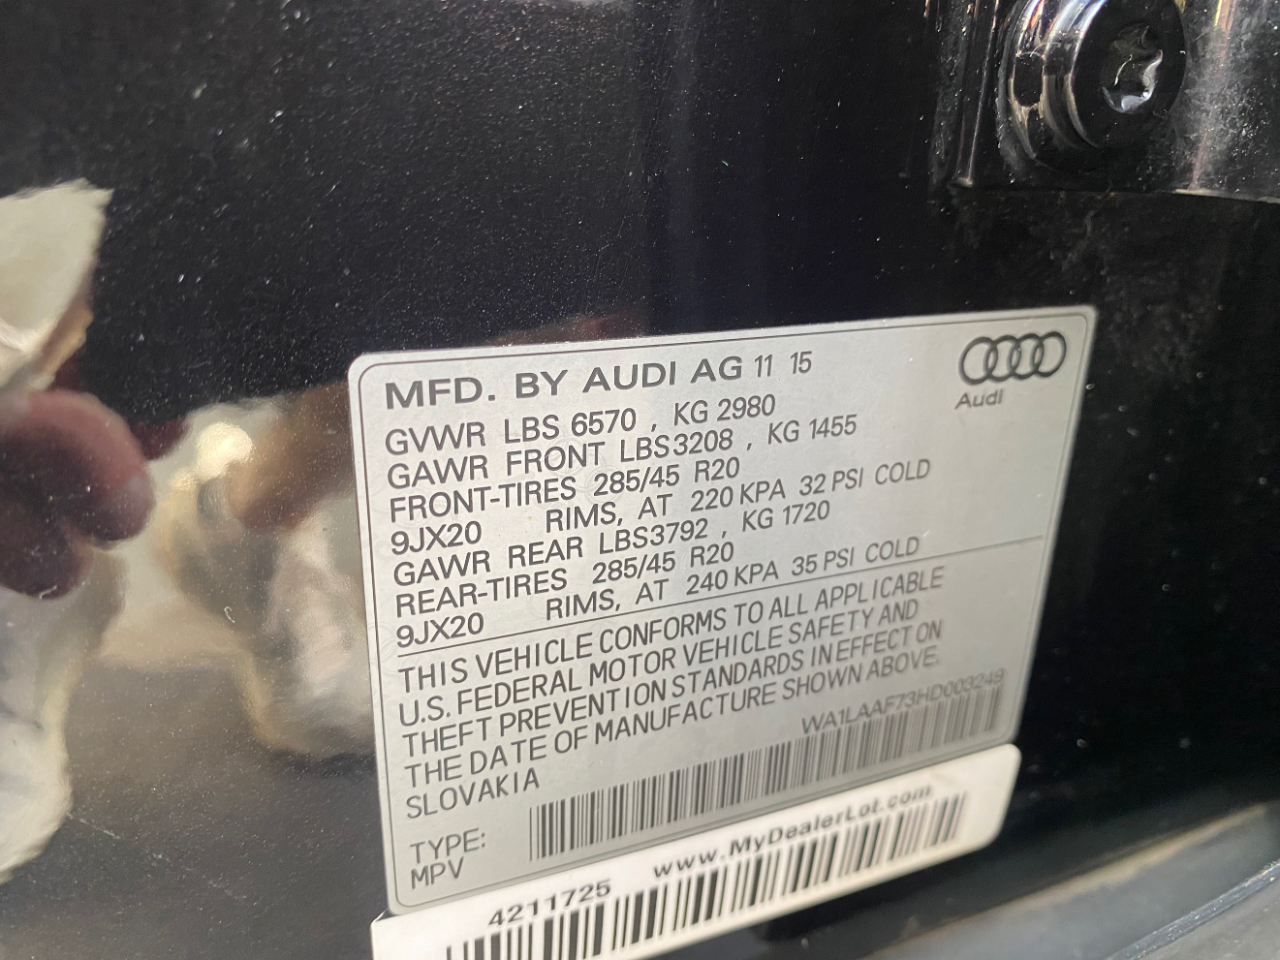 MFD. BY AUDI AG 11 15
Audi
GVWR LBS 6570 , KG 2980
GAWR FRONT LBS3208 , KG 1455
FRONT-TIRES 285/45 R20
9JX20 RIMS, AT 220 KPA 32 PSI COLD
GAWR REAR LBS3792 , KG 1720
REAR-TIRES 285/45 R20
9JX20 RIMS, AT 240 KPA 35 PSI COLD
THIS VEHICLE CONFORMS TO ALL APPLICABLE
U.S. FEDERAL MOTOR VEHICLE SAFETY AND
THEFT PREVENTION STANDARDS IN EFFECT ON
THE DATE OF MANUFACTURE SHOWN ABOVE.
SLOVAKIA
WA1LAAF73HD003249
TYPE:
MPV
4211725 www.MyDealerLot.com